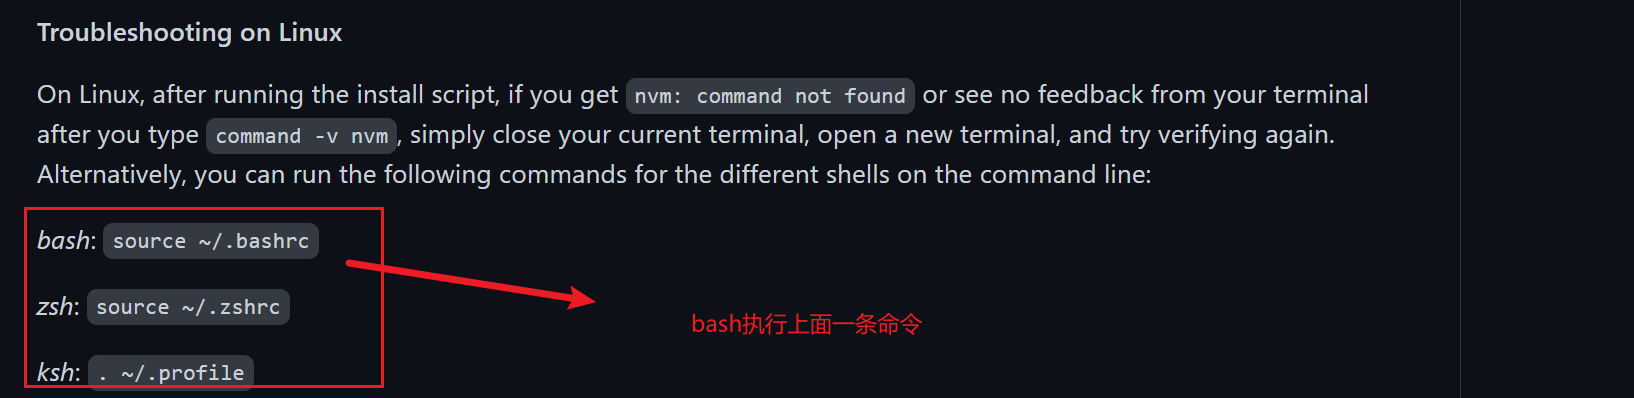 Troubleshooting on Linux
On Linux, after running the install script, if you get nvm: command not found or see no feedback from your terminal
after you type command -v nvm, simply close your current terminal, open a new terminal, and try verifying again.
Alternatively, you can run the following commands for the different shells on the command line:
bash: source ~/.bashrc
zsh: source ~/.zshrc
bash执行上面一条命令
ksh: . ~/.profile